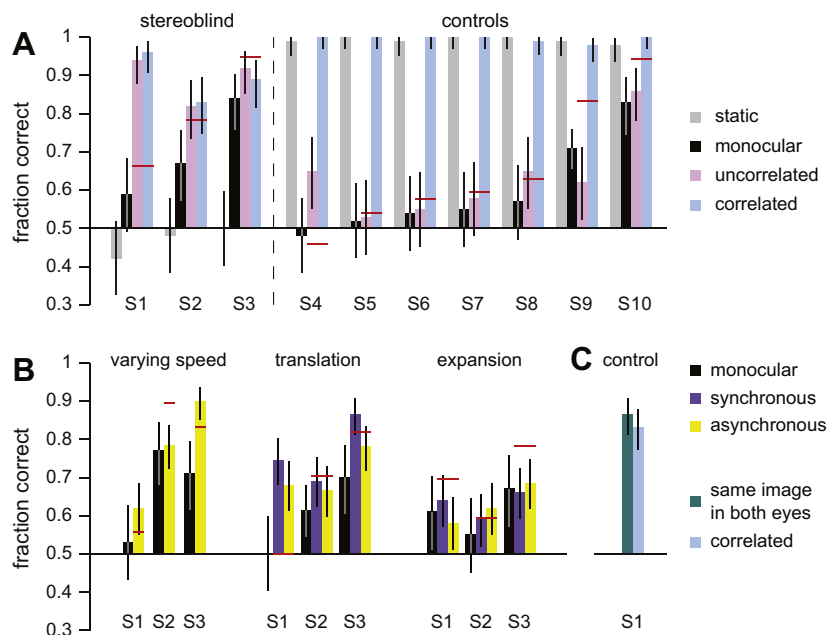 A
stereoblind
controls
fraction correct
1
0.9
0.8
0.7
0.6
0.5
0.4
0.3
S1
S2
S3
S4
S5
S6
S7
S8
S9
S10
static
monocular
uncorrelated
correlated
B
varying speed
translation
expansion
fraction correct
1
0.9
0.8
0.7
0.6
0.5
0.4
0.3
S1
S2
S3
S1
S2
S3
S1
S2
S3
C
control
S1
monocular
synchronous
asynchronous
same image
in both eyes
correlated